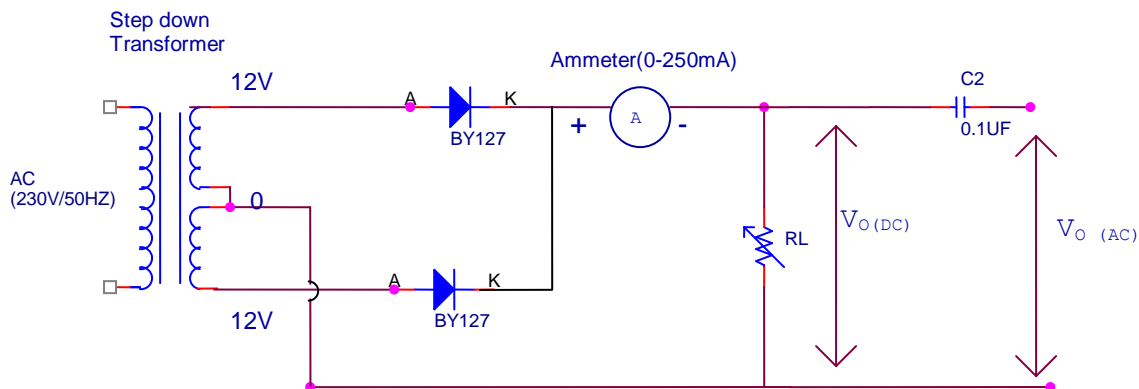 Step down
Transformer
12V
Ammeter(0-250mA)
C2
A
K
+
A
-
0.1UF
BY127
AC
(230V/50HZ)
0
VO(DC)
VO (AC)
RL
A
K
12V
BY127